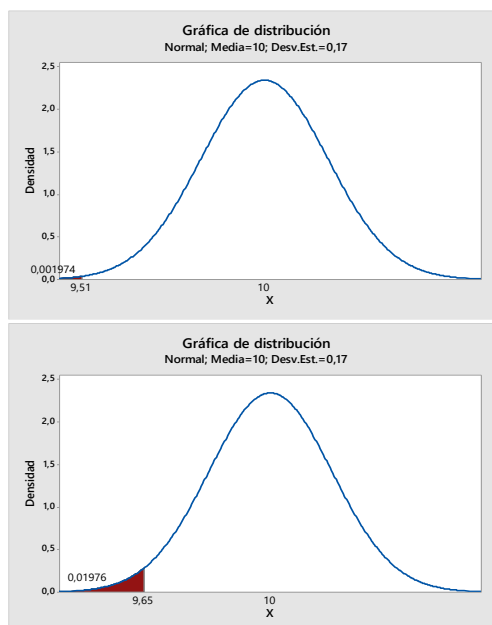 Gráfica de distribución
Normal; Media=10; Desv.Est.=0,17
2,5
2,0
1,5
1,0
0,5
0,0
Densidad
0,001974
9,51
10
X
Gráfica de distribución
Normal; Media=10; Desv.Est.=0,17
2,5
2,0
1,5
1,0
0,5
0,0
Densidad
0,01976
9,65
10
X